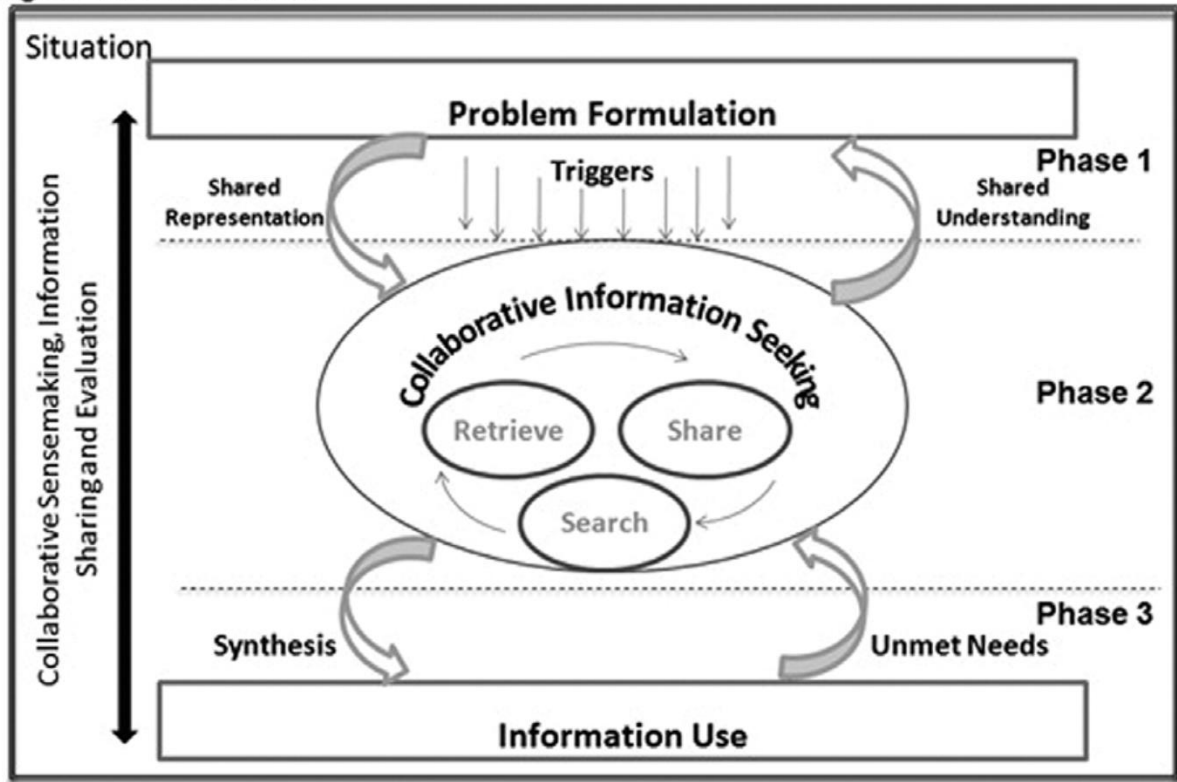 Situation
Problem Formulation
Triggers
Phase 1
Shared
Representation
Shared
Understanding
Collaborative Information Seeking
Phase 2
Retrieve
Share
Search
Collaborative Sensemaking, Information
Sharing and Evaluation
Phase 3
Synthesis
Unmet Needs
Information Use